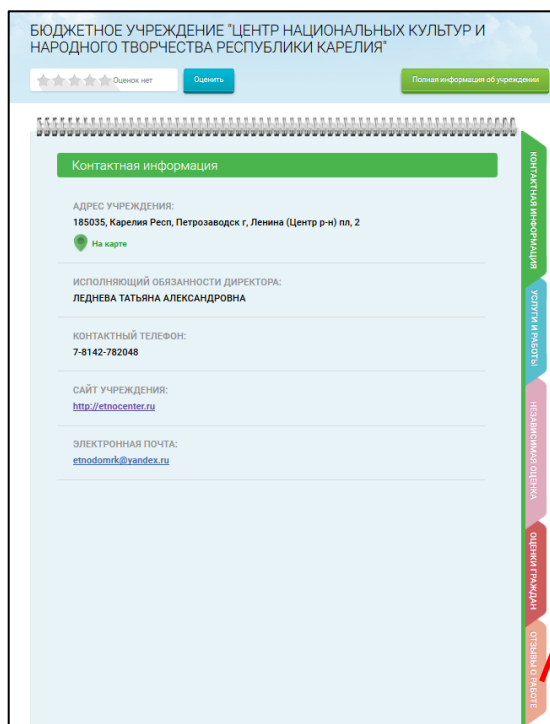 БЮДЖЕТНОЕ УЧРЕЖДЕНИЕ "ЦЕНТР НАЦИОНАЛЬНЫХ КУЛЬТУР И
НАРОДНОГО ТВОРЧЕСТВА РЕСПУБЛИКИ КАРЕЛИЯ"
Оценок нет
Оценить
Полная информация об учреждении
Контактная информация
АДРЕС УЧРЕЖДЕНИЯ:
185035, Карелия Респ, Петрозаводск г, Ленина (Центр р-н) пл, 2
На карте
ИСПОЛНЯЮЩИЙ ОБЯЗАННОСТИ ДИРЕКТОРА:
ЛЕДНЕВА ТАТЬЯНА АЛЕКСАНДРОВНА
КОНТАКТНЫЙ ТЕЛЕФОН:
7-8142-782048
САЙТ УЧРЕЖДЕНИЯ:
http://etnocenter.ru
ЭЛЕКТРОННАЯ ПОЧТА:
etnodomrk@yandex.ru
КОНТАКТНАЯ ИНФОРМАЦИЯ
УСЛУГИ И РАБОТЫ
НЕЗАВИСИМАЯ ОЦЕНКА
ОЦЕНКИ ГРАЖДАН
ОТЗЫВЫ О РАБОТЕ